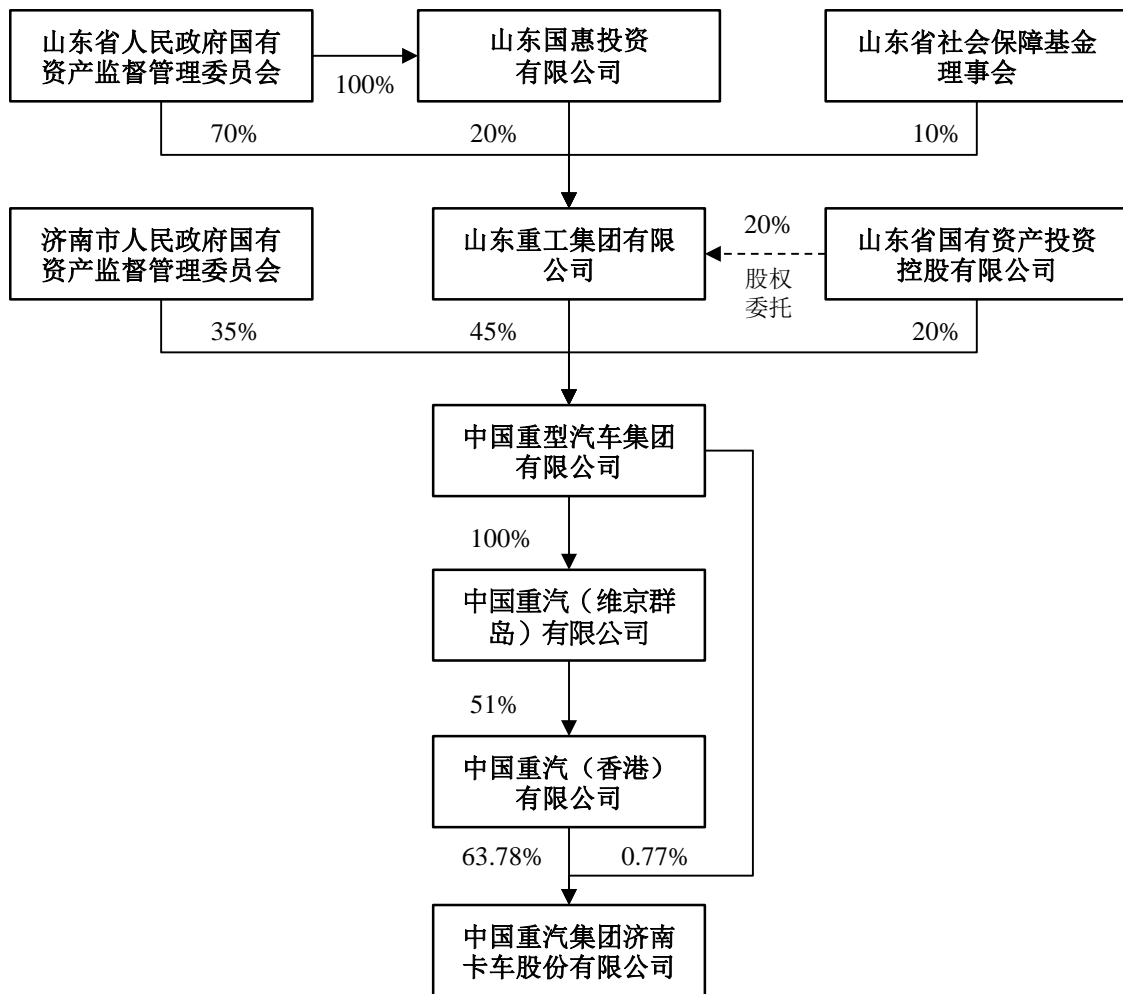 山东省人民政府国有
资产监督管理委员会
100%
山东国惠投资
有限公司
山东省社会保障基金
理事会
70%
20%
10%
济南市人民政府国有
资产监督管理委员会
山东重工集团有限
公司
20%
股权
委托
山东省国有资产投资
控股有限公司
35%
45%
20%
中国重型汽车集团
有限公司
100%
中国重汽（维京群
岛）有限公司
51%
中国重汽（香港）
有限公司
63.78%
0.77%
中国重汽集团济南
卡车股份有限公司